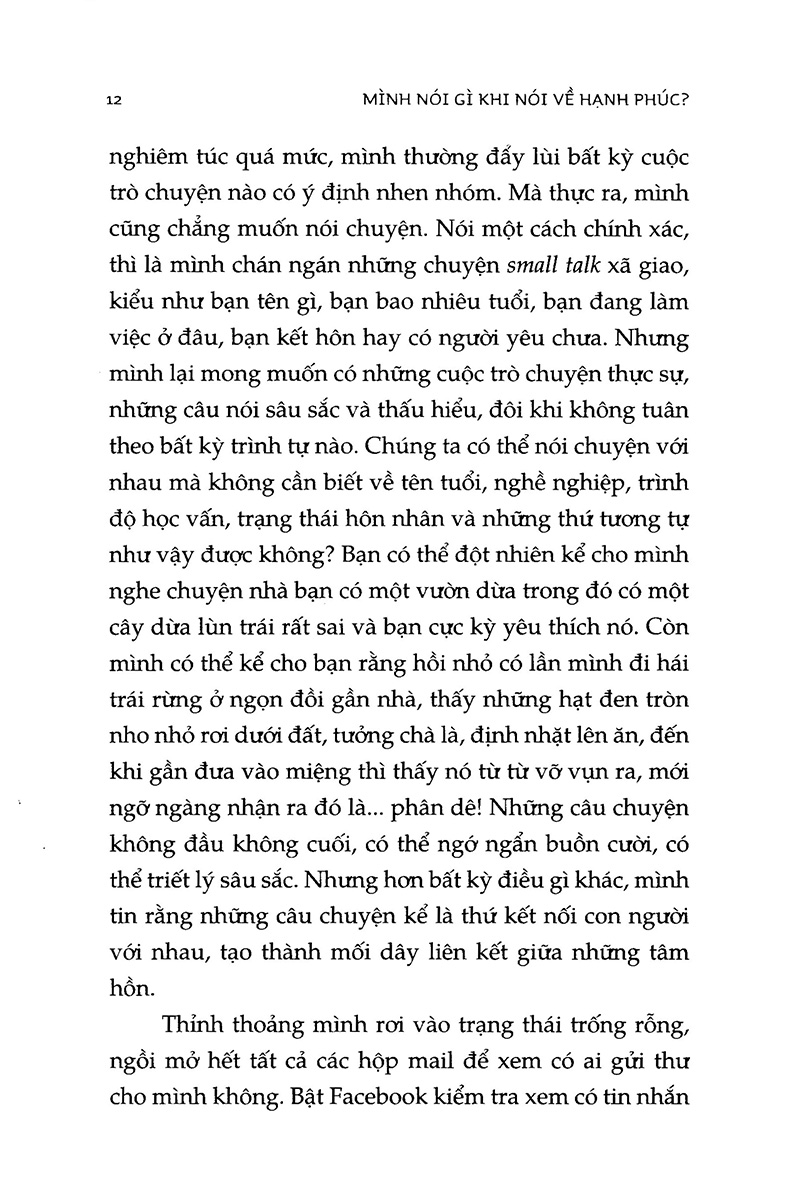 12
MÌNH NÓI GÌ KHI NÓI VỀ HẠNH PHÚC?
nghiêm túc quá mức, mình thường đẩy lùi bất kỳ cuộc
trò chuyện nào có ý định nhen nhóm. Mà thực ra, mình
cũng chẳng muốn nói chuyện. Nói một cách chính xác,
thì là mình chán ngán những chuyện small talk xã giao,
kiểu như bạn tên gì, bạn bao nhiêu tuổi, bạn đang làm
việc ở đâu, bạn kết hôn hay có người yêu chưa. Nhưng
mình lại mong muốn có những cuộc trò chuyện thực sự,
những câu nói sâu sắc và thấu hiểu, đôi khi không tuân
theo bất kỳ trình tự nào. Chúng ta có thể nói chuyện với
nhau mà không cần biết về tên tuổi, nghề nghiệp, trình
độ học vấn, trạng thái hôn nhân và những thứ tương tự
như vậy được không? Bạn có thể đột nhiên kể cho mình
nghe chuyện nhà bạn có một vườn dừa trong đó có một
cây dừa lùn trái rất sai và bạn cực kỳ yêu thích nó. Còn
mình có thể kể cho bạn rằng hồi nhỏ có lần mình đi hái
trái rừng ở ngọn đồi gần nhà, thấy những hạt đen tròn
nho nhỏ rơi dưới đất, tưởng chà là, định nhặt lên ăn, đến
khi gần đưa vào miệng thì thấy nó từ từ vỡ vụn ra, mới
ngỡ ngàng nhận ra đó là... phân dê! Những câu chuyện
không đầu không cuối, có thể ngớ ngẩn buồn cười, có
thể triết lý sâu sắc. Nhưng hơn bất kỳ điều gì khác, mình
tin rằng những câu chuyện kể là thứ kết nối con người
với nhau, tạo thành mối dây liên kết giữa những tâm
hồn.
Thỉnh thoảng mình rơi vào trạng thái trống rỗng,
ngồi mở hết tất cả các hộp mail để xem có ai gửi thư
cho mình không. Bật Facebook kiểm tra xem có tin nhắn